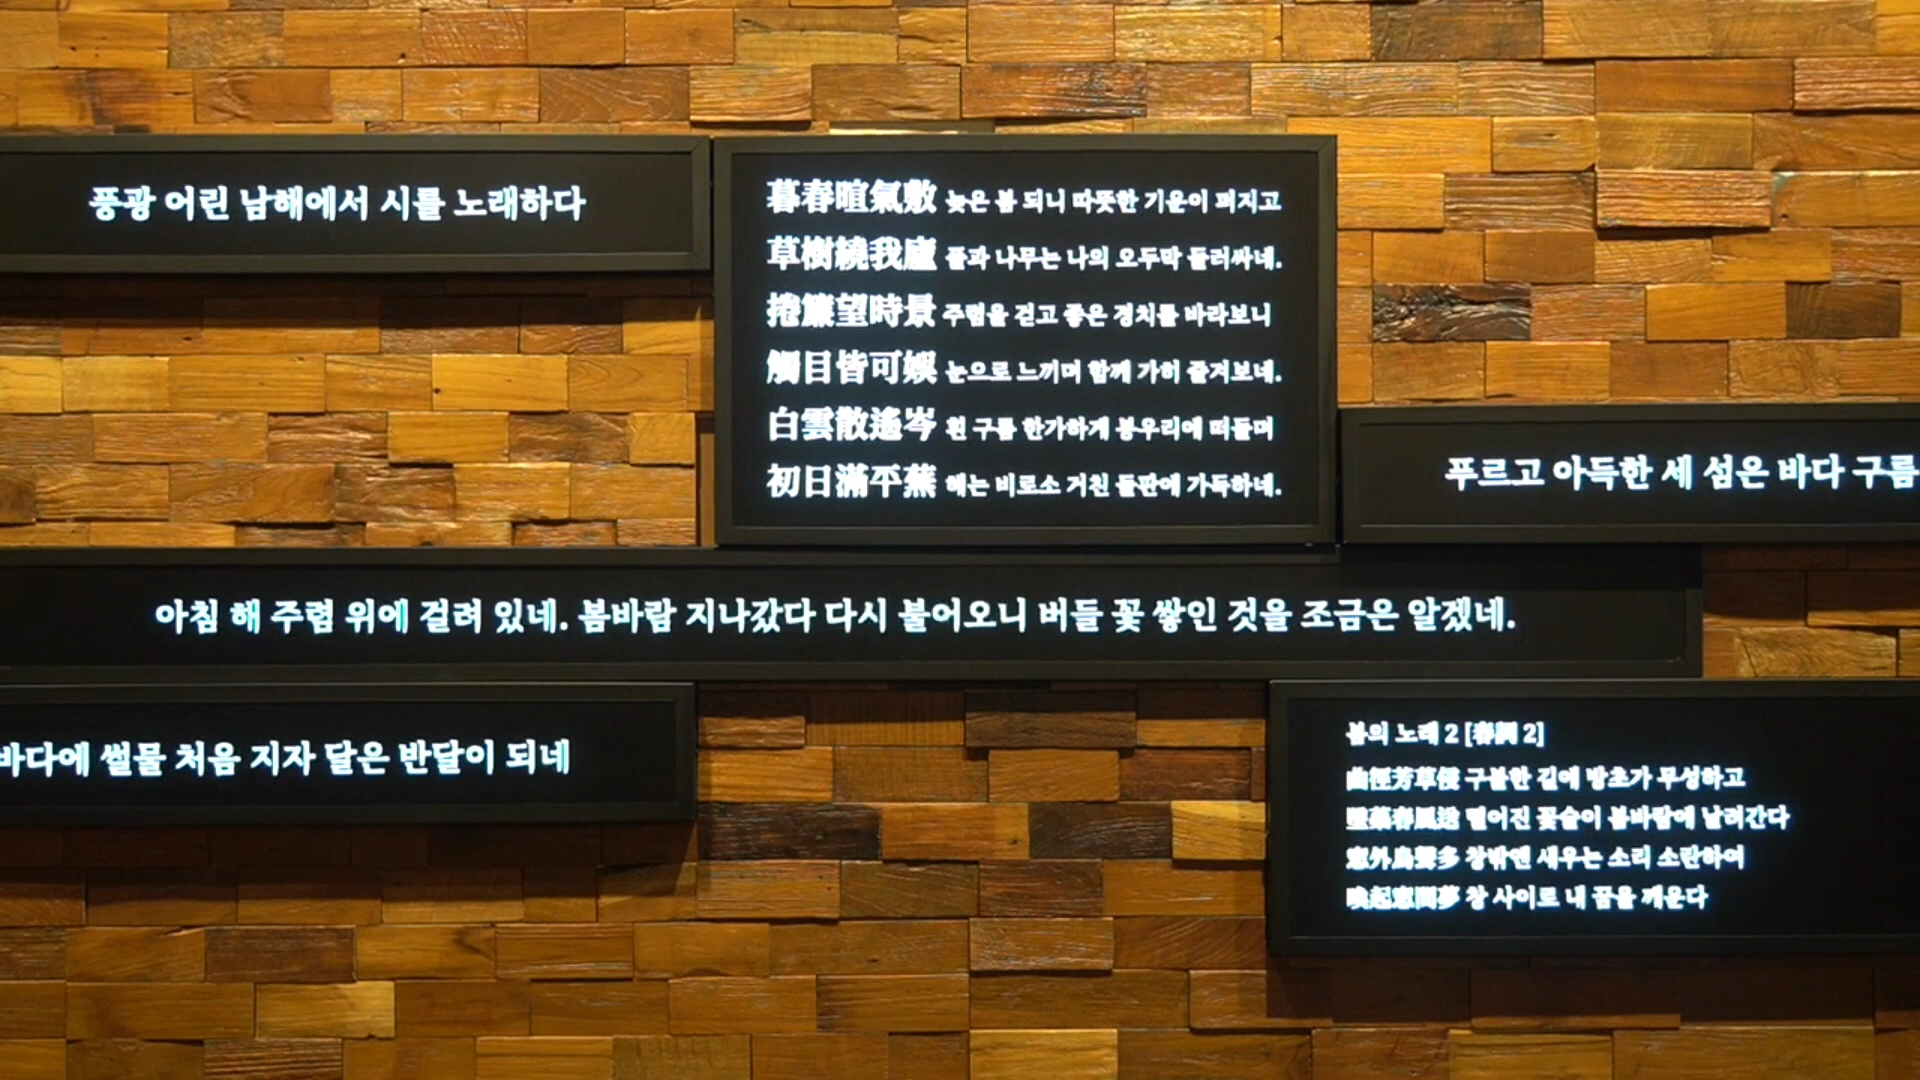 풍광 어린 남해에서 시를 노래하다
暮春暄氣敷 늦은 봄 되니 따뜻한 기운이 퍼지고
草樹繞我廬 풀과 나무는 나의 오두막 둘러싸네.
捲簾望時景 주렴을 걷고 좋은 경치를 바라보니
觸目皆可娛 눈으로 느끼며 함께 가히 즐겨보네.
白雲散遙岑 흰 구름 한가하게 봉우리에 떠돌며
初日滿平蕪 해는 비로소 거친 들판에 가득하네.
푸르고 아득한 세 섬은 바다 구름
아침 해 주렴 위에 걸려 있네. 봄바람 지나갔다 다시 불어오니 버들 꽃 쌓인 것을 조금은 알겠네.
바다에 썰물 처음 지자 달은 반달이 되네
봄의 노래 2 [春詞 2]
구불한 길에 방초가 무성하고
떨어진 꽃술이 봄바람에 날려간다
窓外鳥聲多 창밖엔 새우는 소리 소란하여
喚起窓間夢 창 사이로 내 꿈을 깨운다